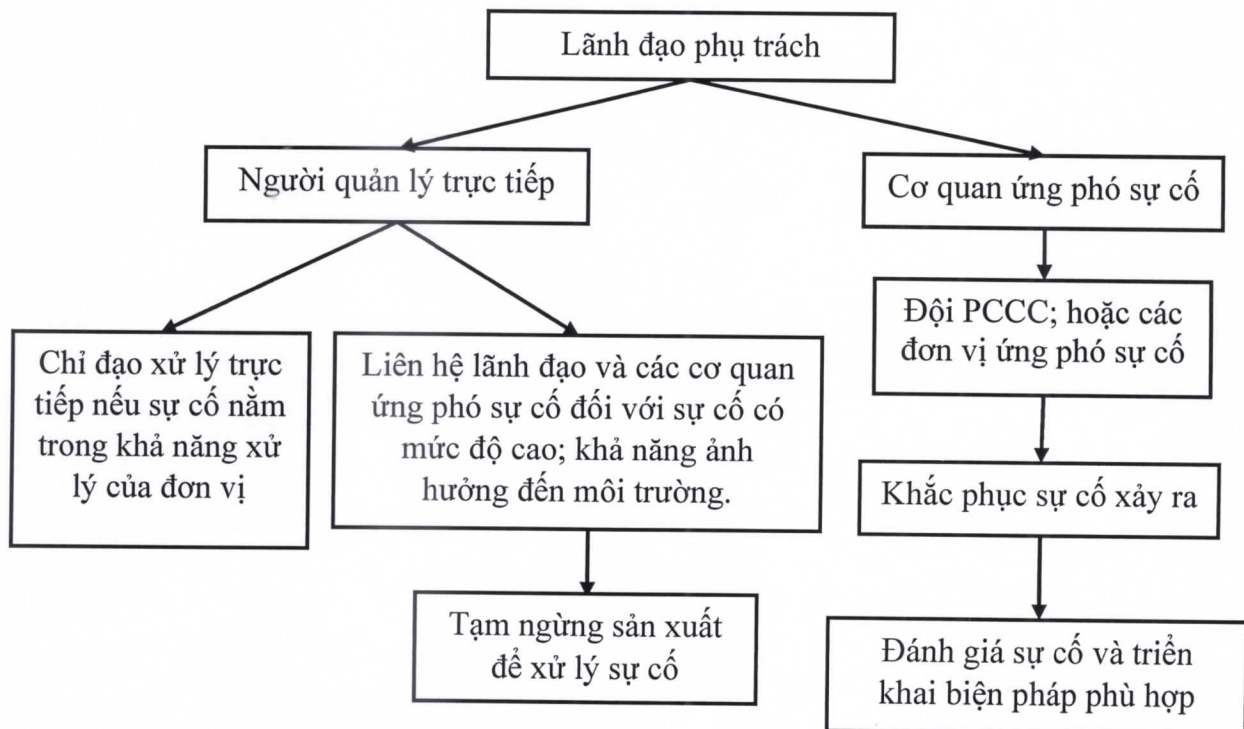 Lãnh đạo phụ trách
Người quản lý trực tiếp
Cơ quan ứng phó sự cố
Chỉ đạo xử lý trực
tiếp nếu sự cố nằm
trong khả năng xử
lý của đơn vị
Liên hệ lãnh đạo và các cơ quan
ứng phó sự cố đối với sự cố có
mức độ cao; khả năng ảnh
hưởng đến môi trường.
Đội PCCC; hoặc các
đơn vị ứng phó sự cố
Khắc phục sự cố xảy ra
Tạm ngừng sản xuất
để xử lý sự cố
Đánh giá sự cố và triển
khai biện pháp phù hợp